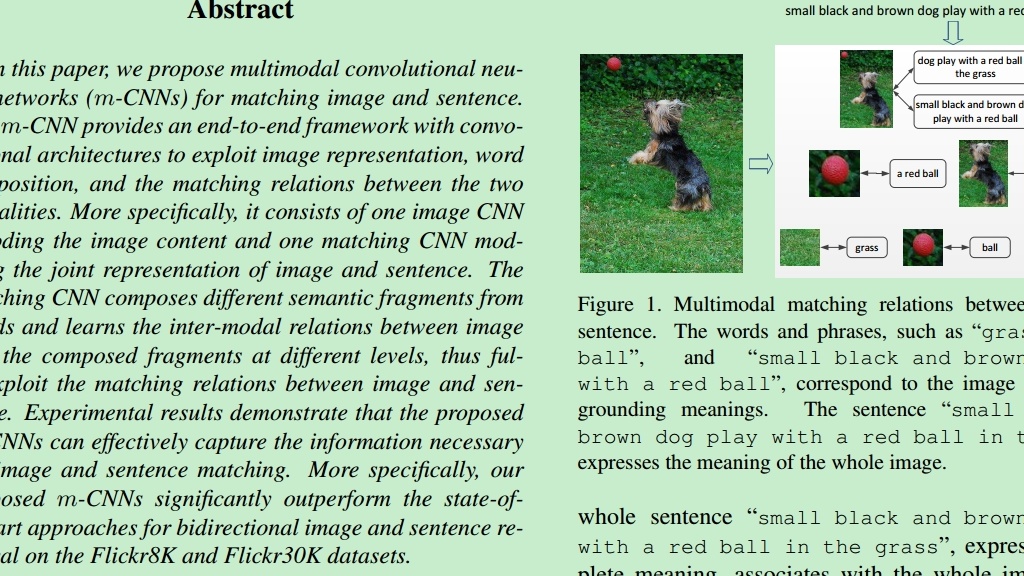 Abstract
n this paper, we propose multimodal convolutional neu-
networks (m-CNNs) for matching image and sentence.
m-CNN provides an end-to-end framework with convo-
onal architectures to exploit image representation, word
position, and the matching relations between the two
alities. More specifically, it consists of one image CNN
oding the image content and one matching CNN mod-
g the joint representation of image and sentence. The
ching CNN composes different semantic fragments from
ds and learns the inter-modal relations between image
the composed fragments at different levels, thus ful-
xploit the matching relations between image and sen-
e. Experimental results demonstrate that the proposed
CNNs can effectively capture the information necessary
image and sentence matching. More specifically, our
posed m-CNNs significantly outperform the state-of-
art approaches for bidirectional image and sentence re-
al on the Flickr8K and Flickr30K datasets.
small black and brown dog play with a red
dog play with a red ball
the grass
small black and brown d
play with a red ball
a red ball
grass
ball
Figure 1. Multimodal matching relations betwee
sentence. The words and phrases, such as “gras
ball”, and “small black and brown
with a red ball”, correspond to the image
grounding meanings. The sentence “small
brown dog play with a red ball in t
expresses the meaning of the whole image.
whole sentence “small black and brown
with a red ball in the grass”, expres
plete meaning, associates with the whole im